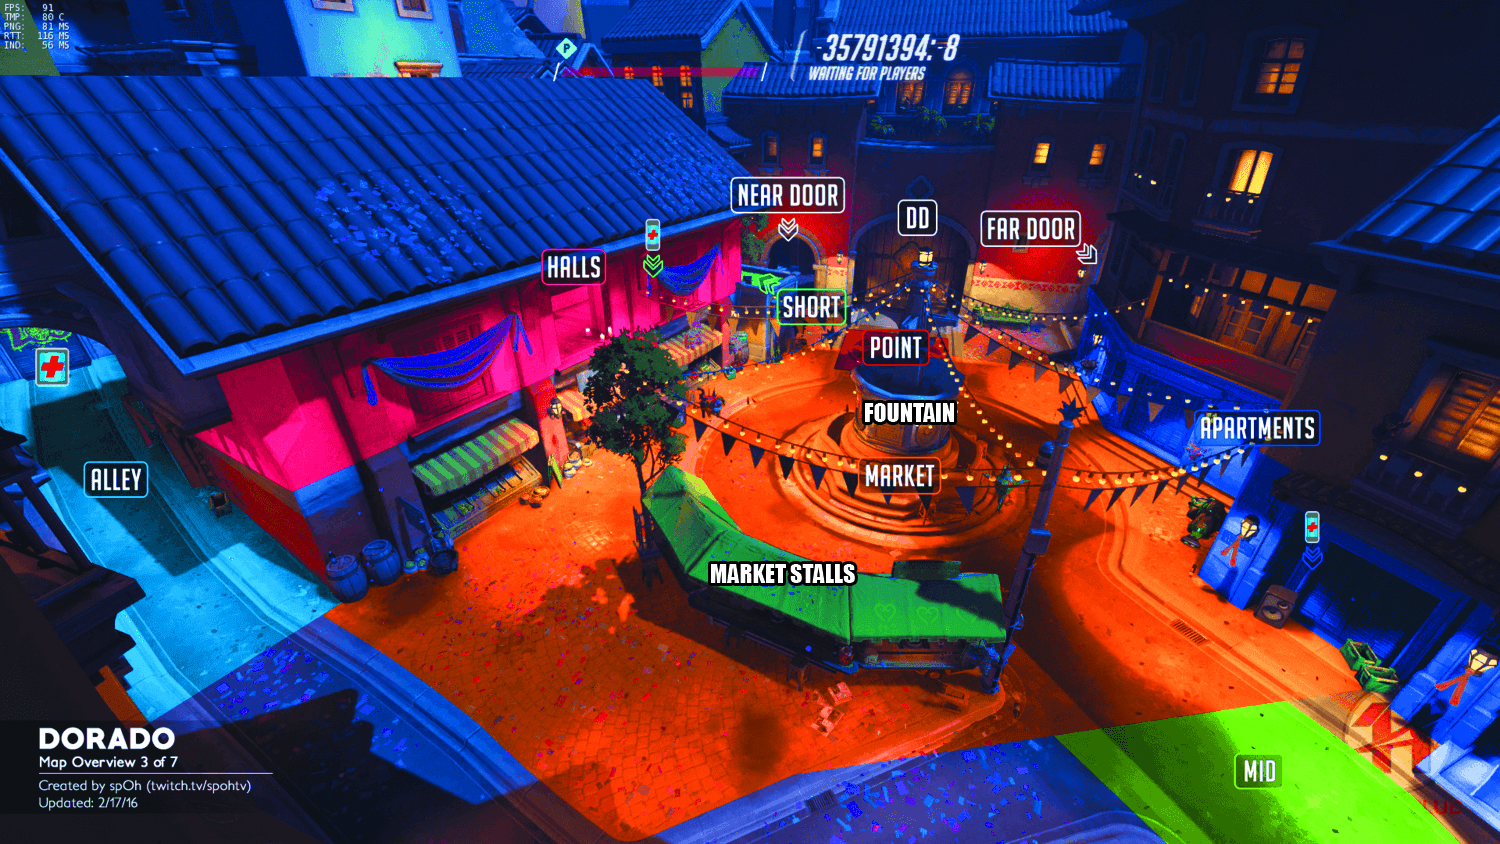 FPS: 91
TMP: 80 C
PNG: 81 MS
RTT: 116 MS
IND: 56 MS
P
-35791394:-8
WAITING FOR PLAYERS
NEAR DOOR
DD
FAR DOOR
HALLS
SHORT
POINT
FOUNTAIN
APARTMENTS
MARKET
ALLEY
MARKET STALLS
MID
DORADO
Map Overview 3 of 7
Created by spOh (twitch.tv/spohtv)
Updated: 2/17/16